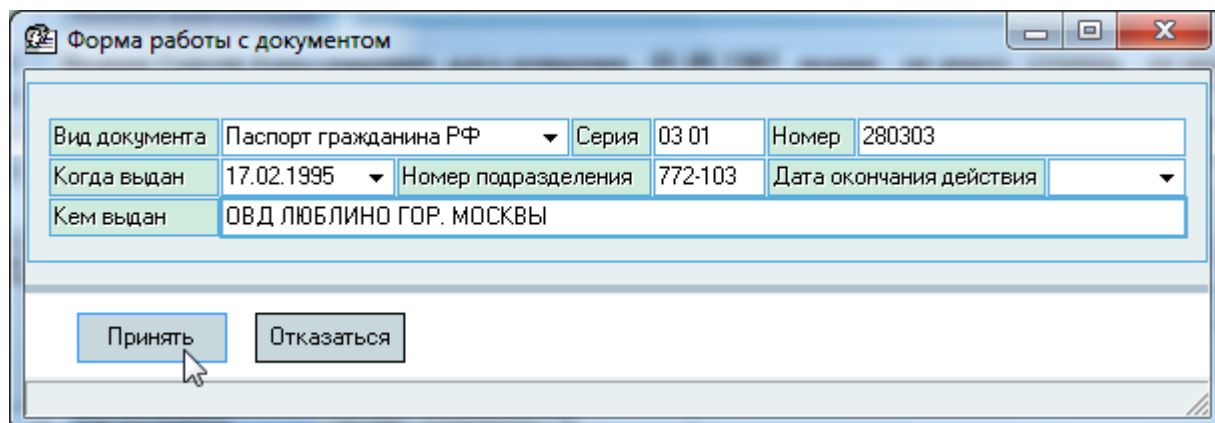 Форма работы с документом
Вид документа Паспорт гражданина РФ Серия 03 01 Номер 280303
Когда выдан 17.02.1995 Номер подразделения 772-103 Дата окончания действия
Кем выдан ОВД ЛЮБЛИНО ГОР. МОСКВЫ
Принять Отказаться